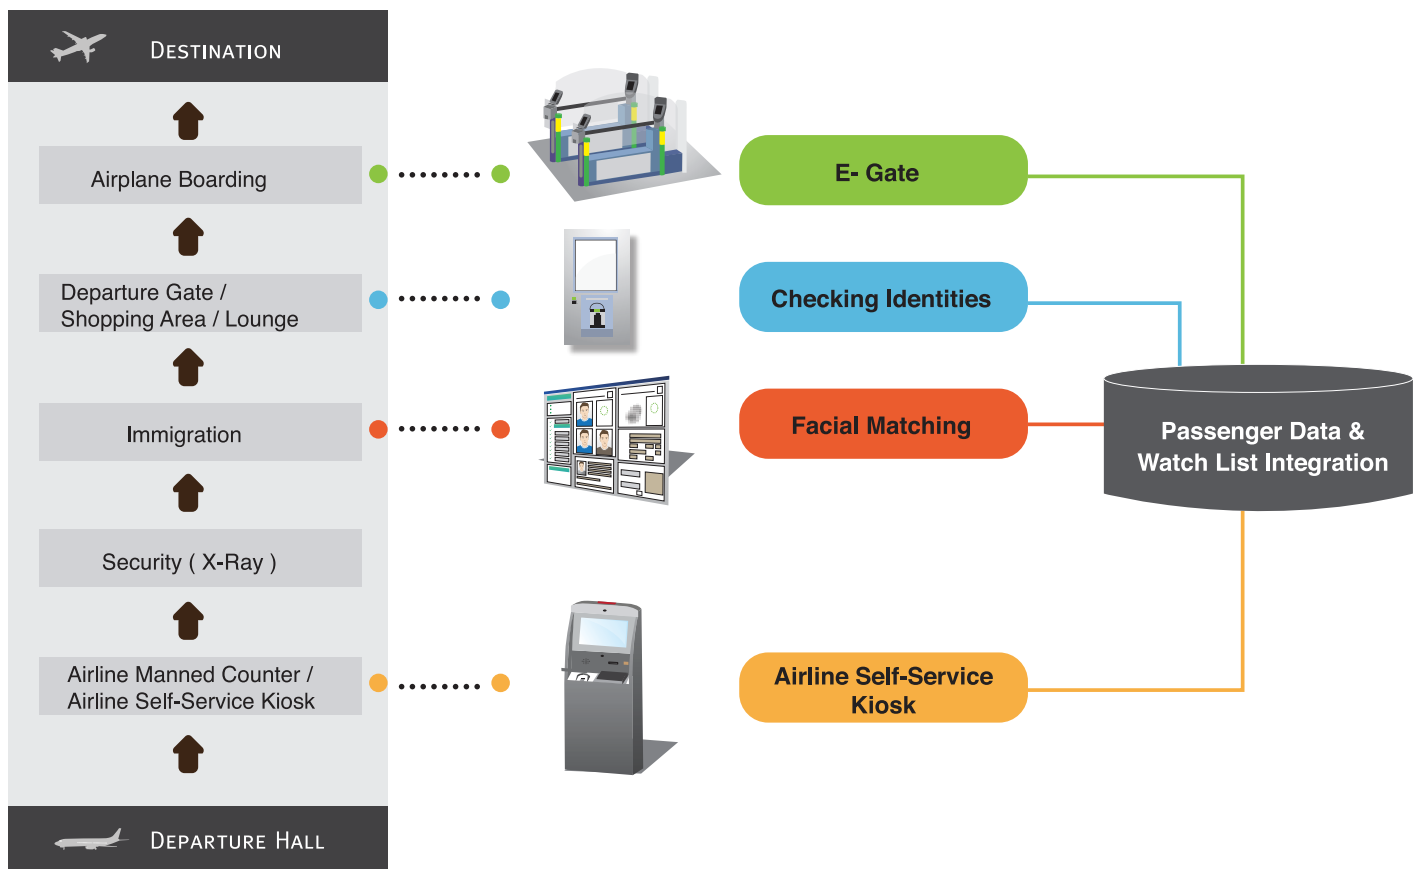 DESTINATION
Airplane Boarding
E- Gate
Departure Gate /
Shopping Area / Lounge
Checking Identities
Immigration
Facial Matching
Passenger Data &
Watch List Integration
Security ( X-Ray )
Airline Manned Counter /
Airline Self-Service Kiosk
Airline Self-Service
Kiosk
DEPARTURE HALL